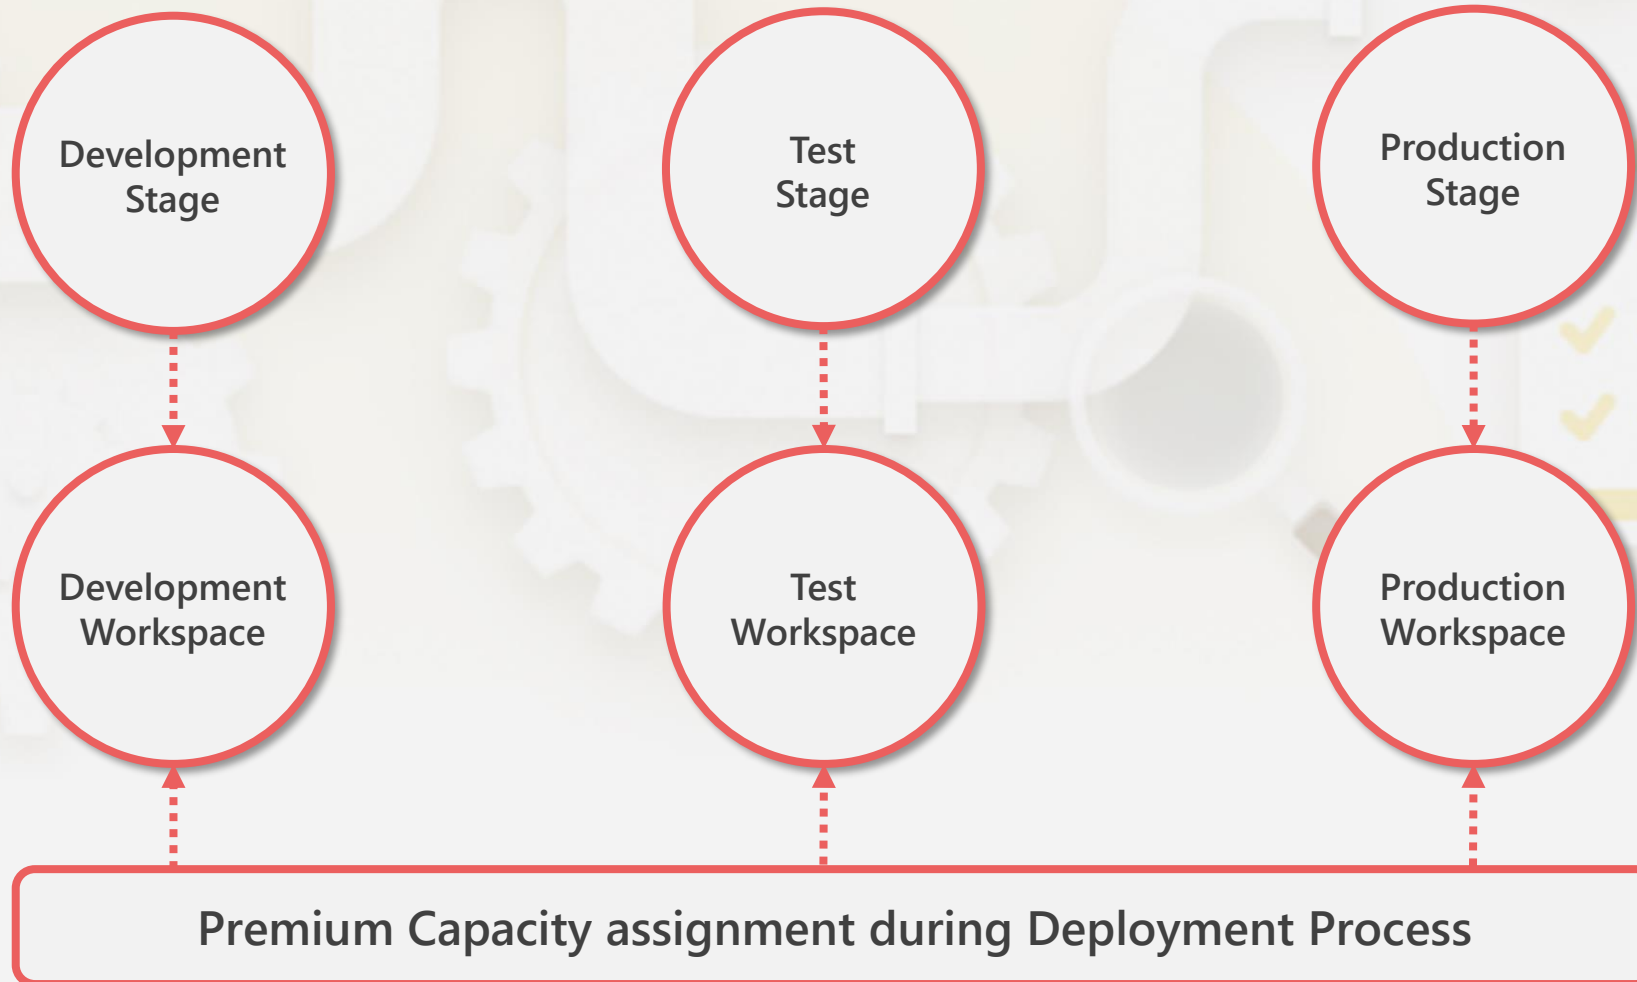 Development
Stage
Test
Stage
Production
Stage
Development
Workspace
Test
Workspace
Production
Workspace
Premium Capacity assignment during Deployment Process